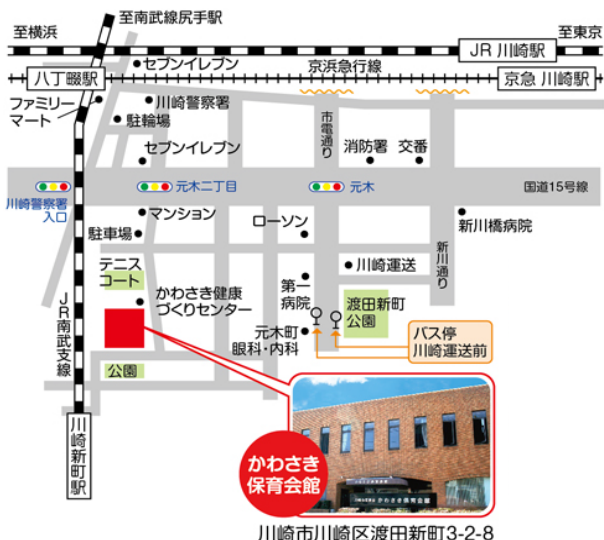 至南武線尻手駅
至横浜
至東京
JR 川崎駅
セブンイレブン
京浜急行線
八丁畷駅
京急 川崎駅
ファミリー
マート
川崎警察署
駐輪場
市電通り
セブンイレブン
消防署
交番
川崎警察署
入口
元木二丁目
元木
国道15号線
マンション
ローソン
新川橋病院
駐車場
新川通り
テニス
コート
川崎運送
かわさき健康
づくりセンター
第一
病院
渡田新町
公園
JR南武支線
元木町
眼科・内科
バス停
川崎運送前
公園
川崎新町駅
かわさき
保育会館
かわさき保育会館
川崎市川崎区渡田新町3-2-8